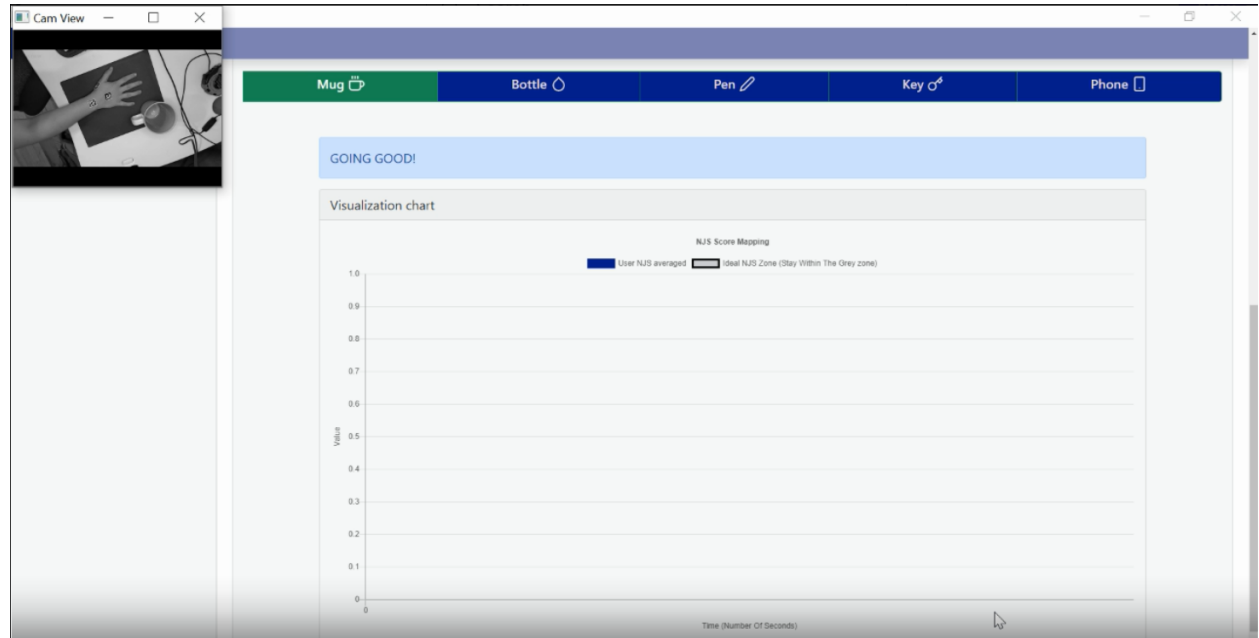 Cam View
Mug
Bottle
Pen
Key
Phone
GOING GOOD!
Visualization chart
NJS Score Mapping
User NJS averaged
Ideal NJS Zone (Stay Within The Grey zone)
1.0
0.9
0.8
0.7
0.6
0.5
0.4
0.3
0.2
0.1
0
Value
0
Time (Number Of Seconds)